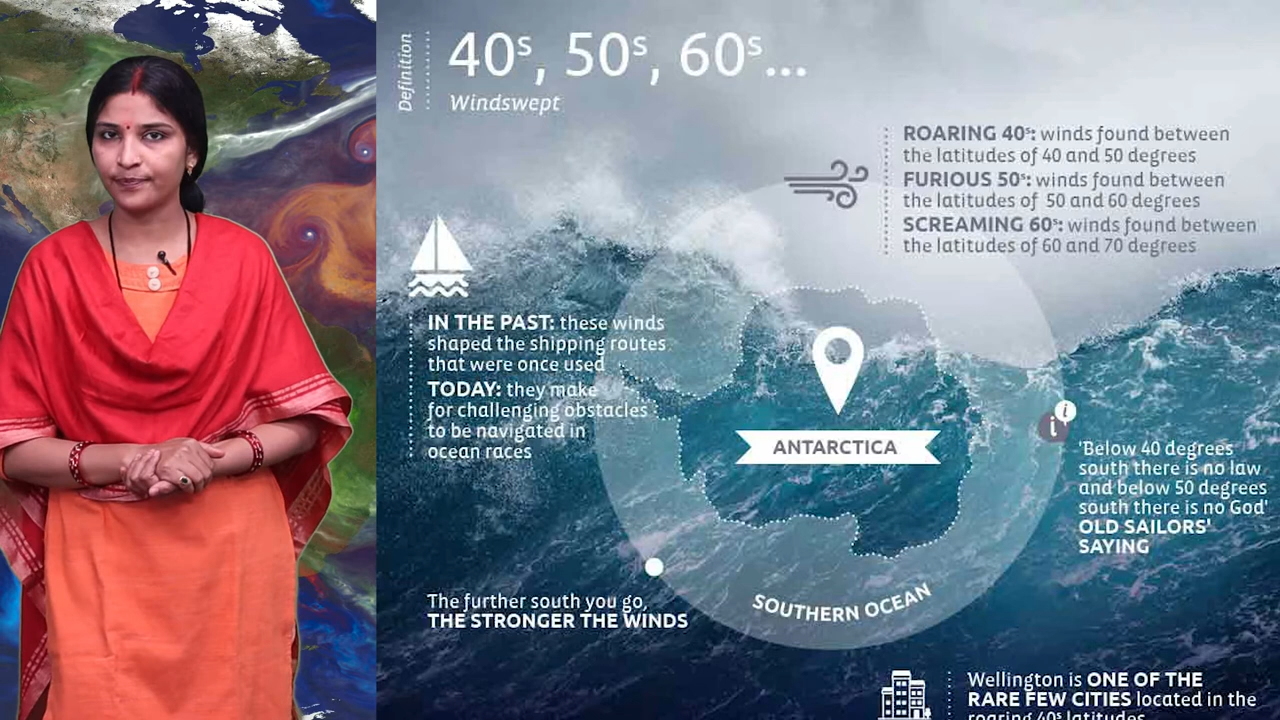 Definition
40s, 50s, 60s...
Windswept
ROARING 40s: winds found between
the latitudes of 40 and 50 degrees
FURIOUS 50s: winds found between
the latitudes of 50 and 60 degrees
SCREAMING 60s: winds found between
the latitudes of 60 and 70 degrees
IN THE PAST: these winds
shaped the shipping routes
that were once used
TODAY: they make
for challenging obstacles
to be navigated in
ocean races
ANTARCTICA
i
i
'Below 40 degrees
south there is no law
and below 50 degrees
south there is no God'
OLD SAILORS'
SAYING
The further south you go,
THE STRONGER THE WINDS
SOUTHERN OCEAN
Wellington is ONE OF THE
RARE FEW CITIES located in the
roaring 40s latitudes